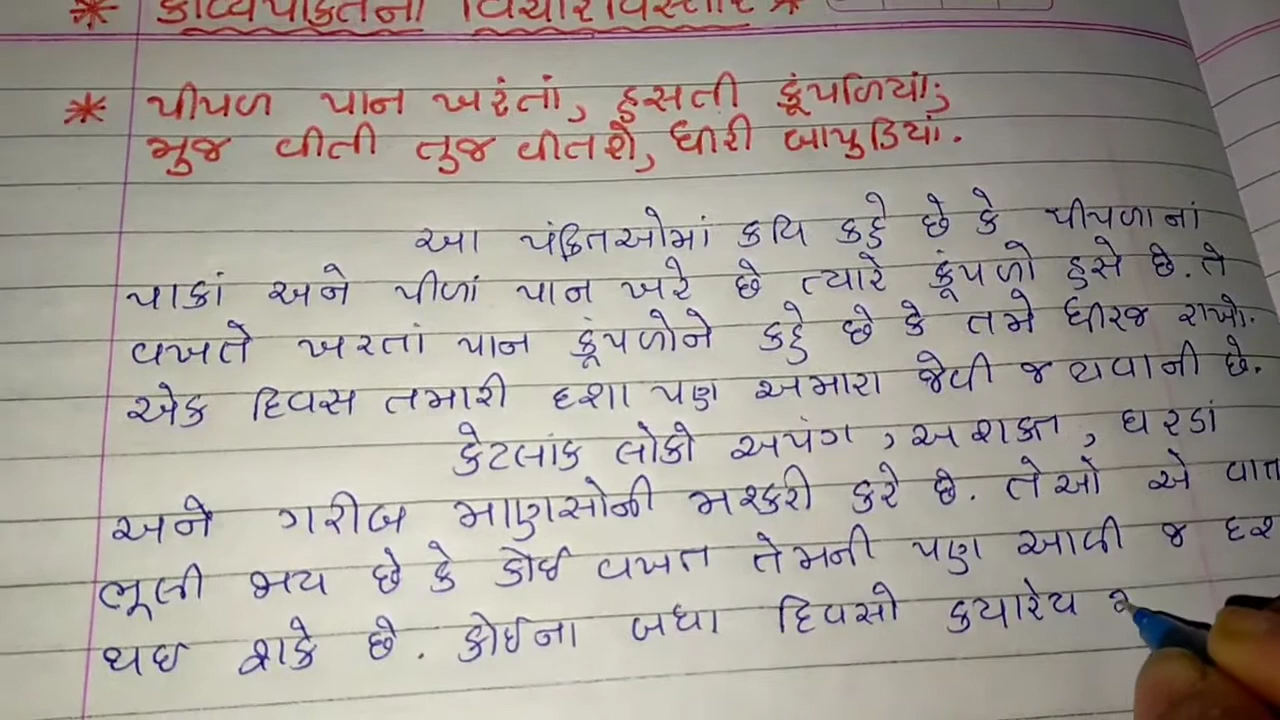 * કાવ્યપંક્તિના વિચારવિસ્તાર *
* પીપળ પાન ખરંતાં, હસતી કૂંપળિયાં;
મુજ વીતી તુજ વીતશે, ધીરી બાપુડિયાં.
આ પંક્તિઓમાં કવિ કહે છે કે પીપળાનાં
પાકાં અને પીળાં પાન ખરે છે ત્યારે કૂંપળો હસે છે. તે
વખતે ખરતાં પાન કૂંપળોને કહે છે કે તમે ધીરજ રાખો.
એક દિવસ તમારી દશા પણ અમારા જેવી જ થવાની છે.
કેટલાંક લોકો અપંગ, અશક્ત, ઘરડાં
અને ગરીબ માણસોની મશ્કરી કરે છે. તેઓ એ વાત
ભૂલી જાય છે કે કોઈ વખત તેમની પણ આવી જ દશ
થઈ શકે છે. કોઈના બધા દિવસો ક્યારેય